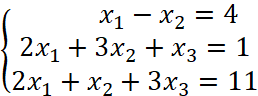 x₁ − x₂ = 4
2x₁ + 3x₂ + x₃ = 1
2x₁ + x₂ + 3x₃ = 11